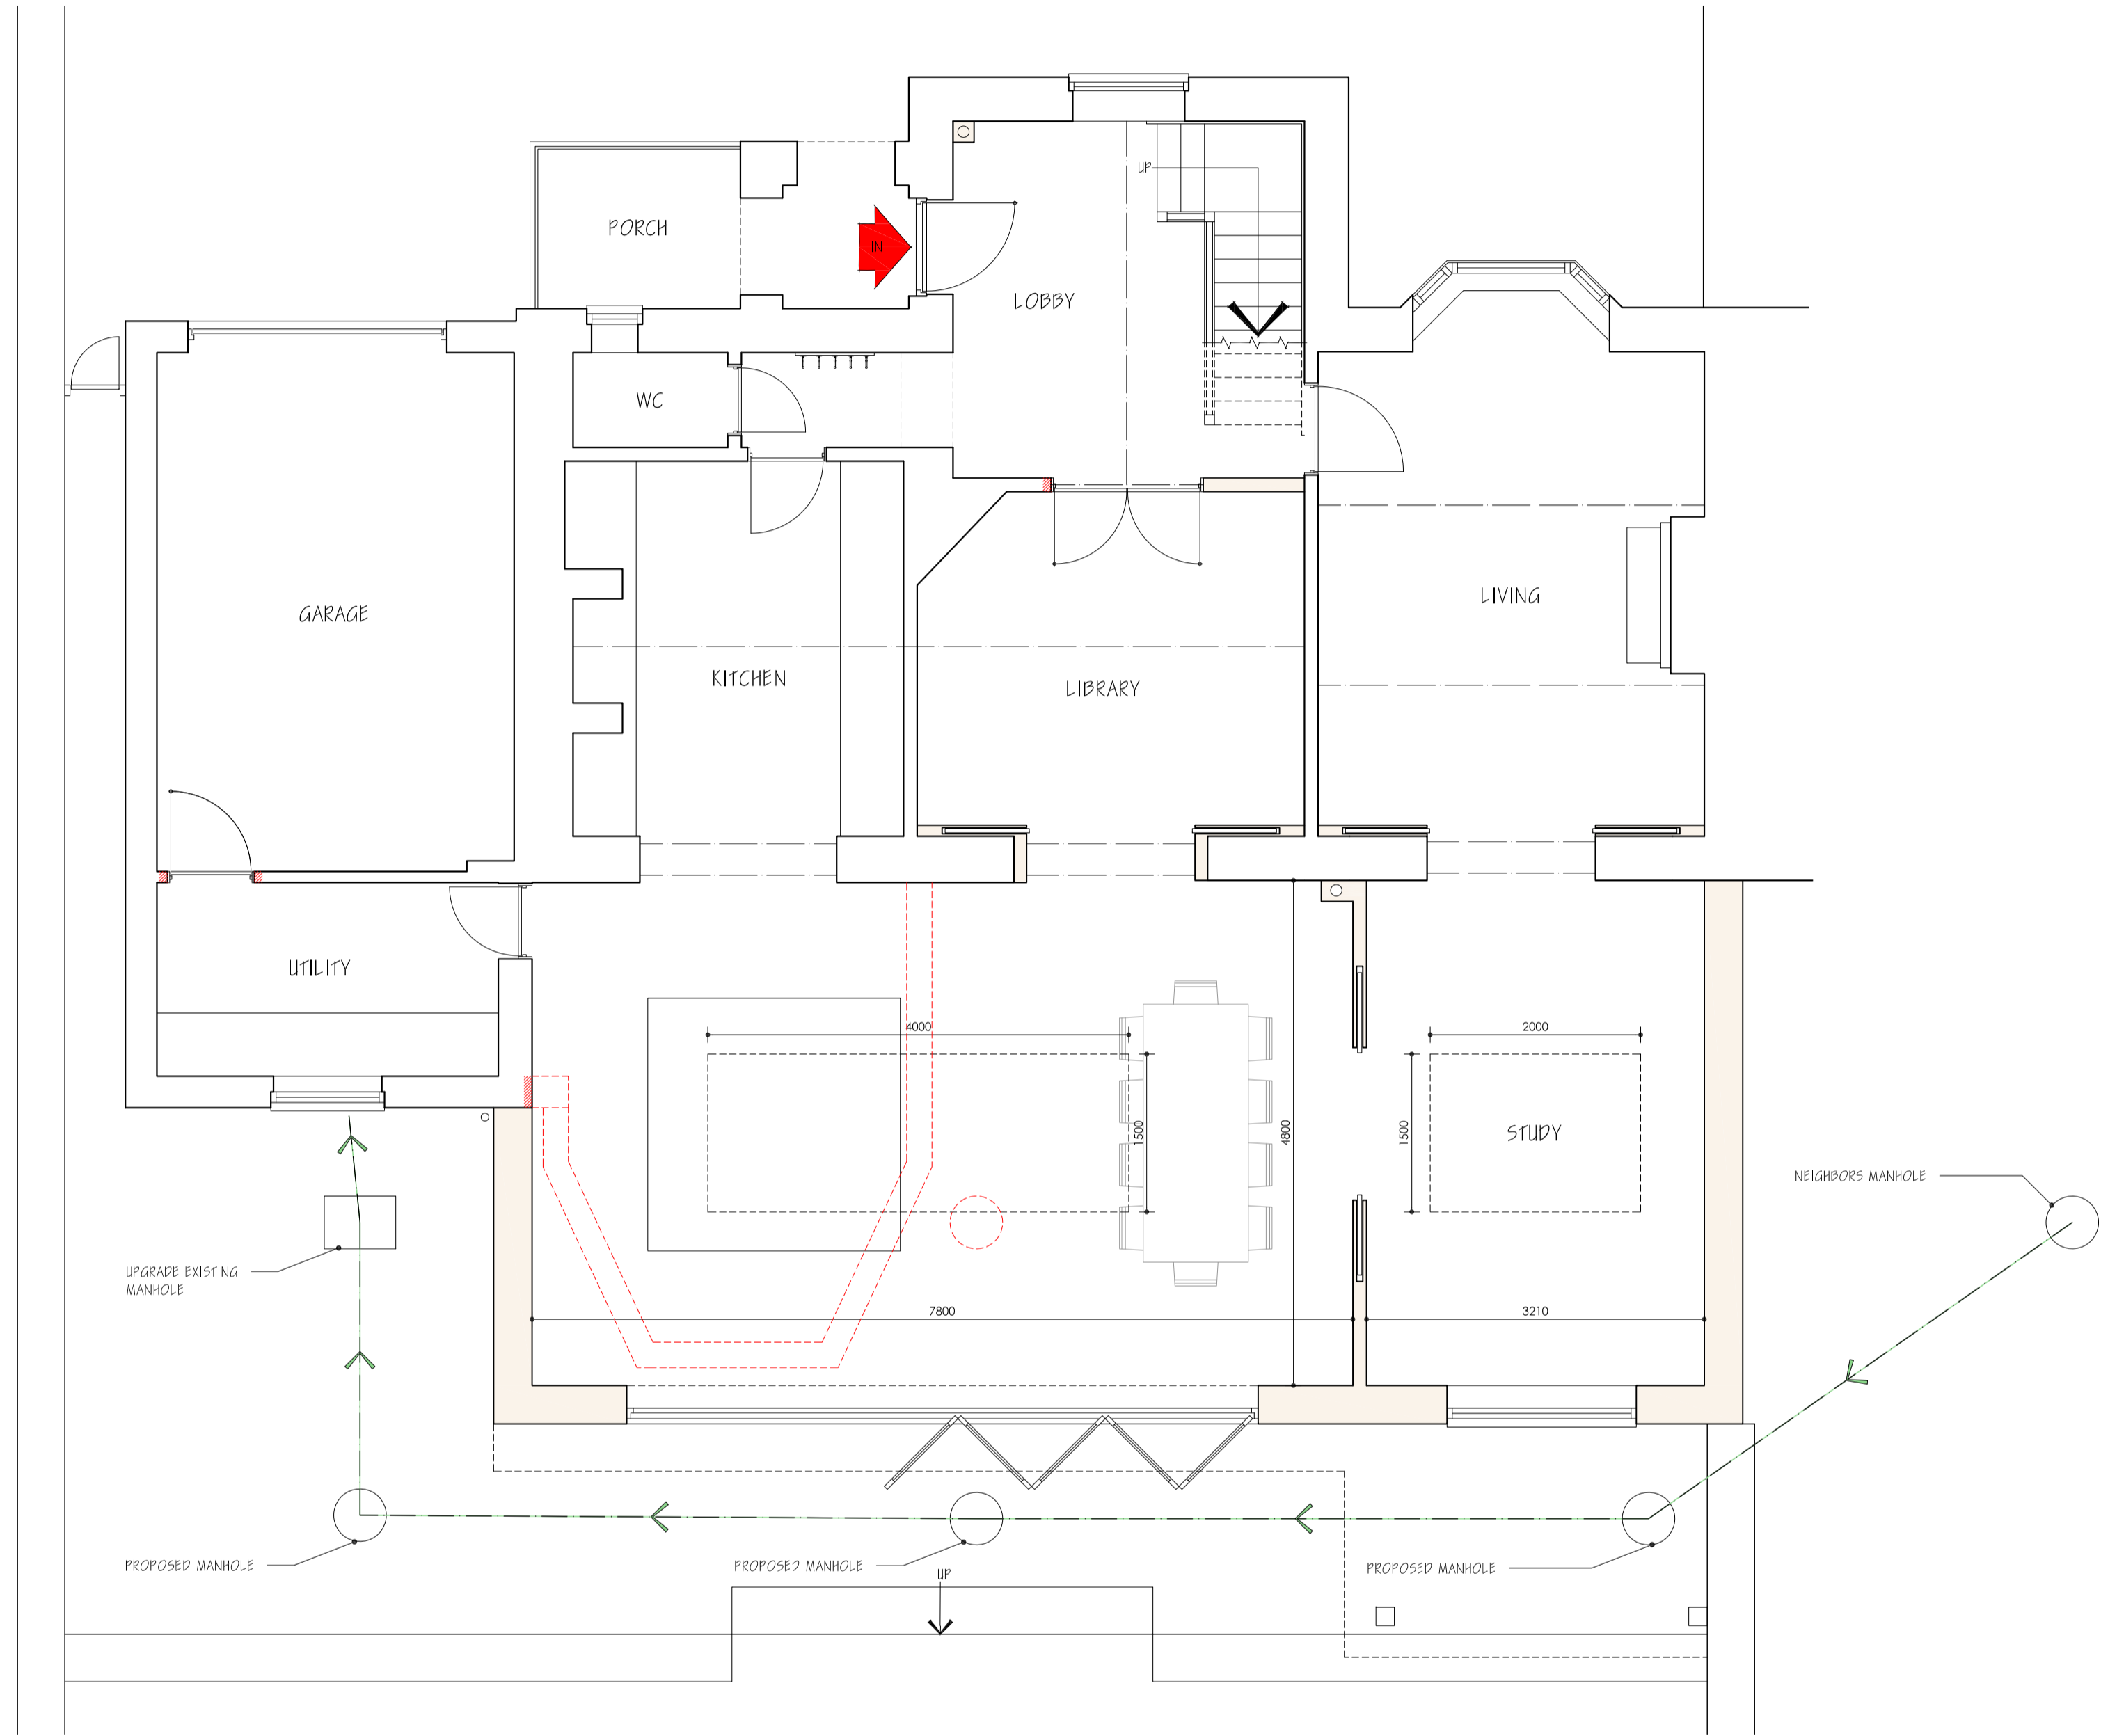 UP
PORCH
IN
LOBBY
WC
GARAGE
LIVING
KITCHEN
LIBRARY
UTILITY
4000
2000
1500
4800
1500
STUDY
NEIGHBORS MANHOLE
UPGRADE EXISTING
MANHOLE
7800
3210
PROPOSED MANHOLE
PROPOSED MANHOLE
PROPOSED MANHOLE
UP